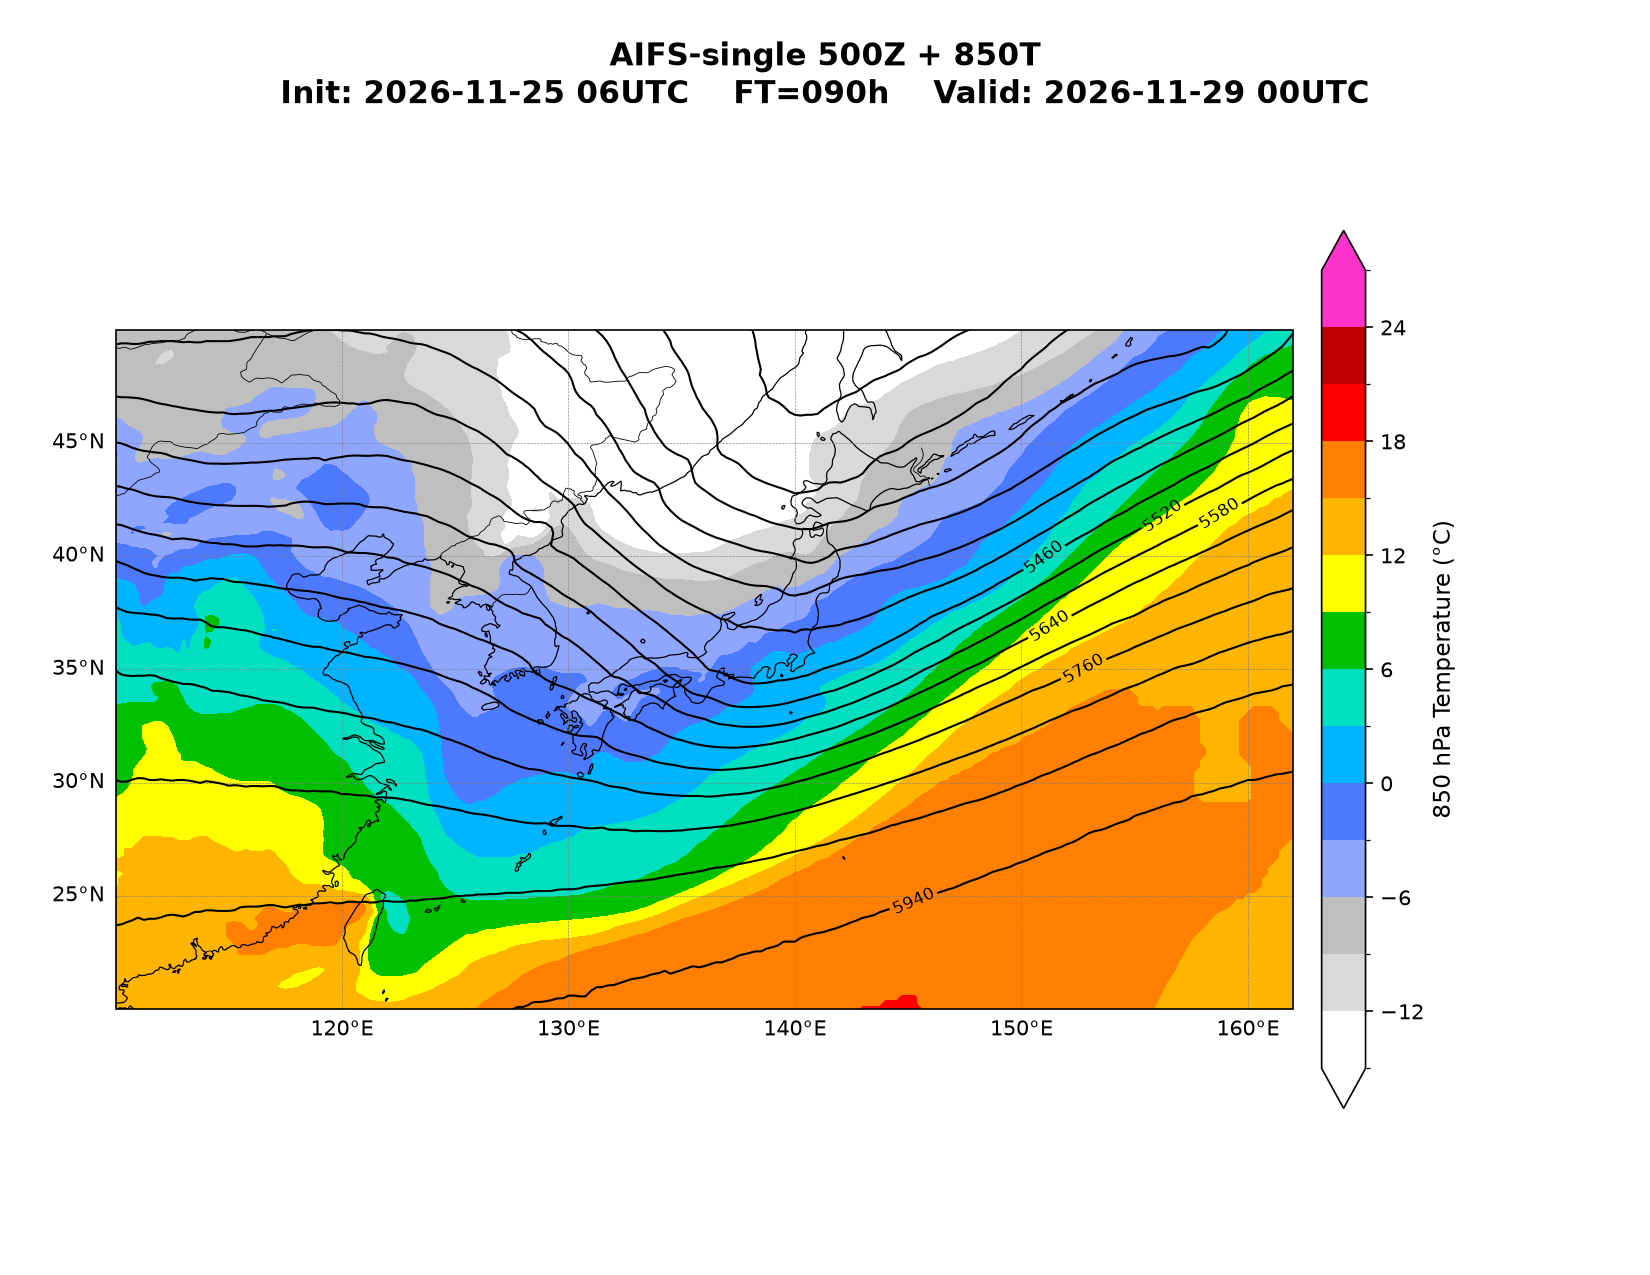 AIFS-single 500Z + 850T
Init: 2026-11-25 06UTC    FT=090h    Valid: 2026-11-29 00UTC
45°N
40°N
35°N
30°N
25°N
120°E
130°E
140°E
150°E
160°E
5520
5580
5460
5640
5760
5940
24
18
12
6
0
−6
−12
850 hPa Temperature (°C)